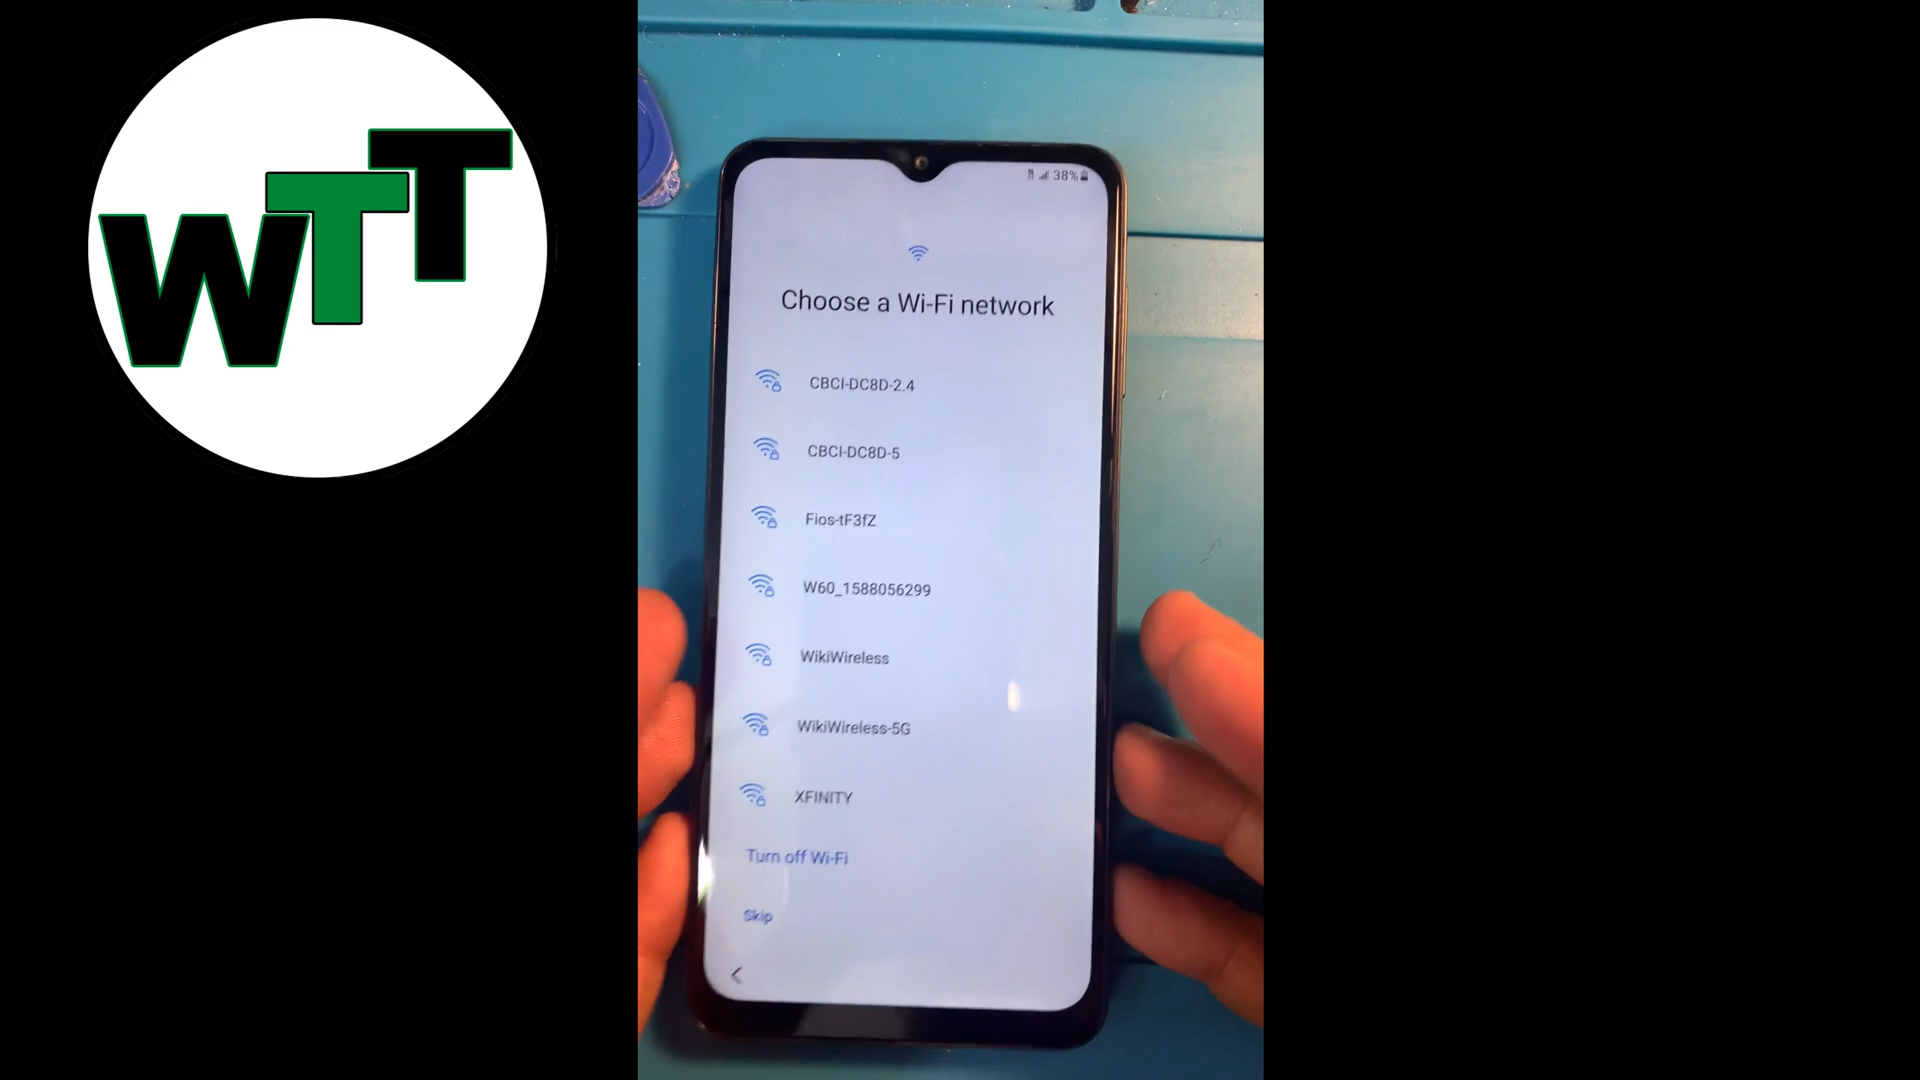 WTT
38%
Choose a Wi-Fi network
CBCI-DC8D-2.4
CBCI-DC8D-5
Fios-tF3fZ
W60_1588056299
WikiWireless
WikiWireless-5G
XFINITY
Turn off Wi-Fi
Skip